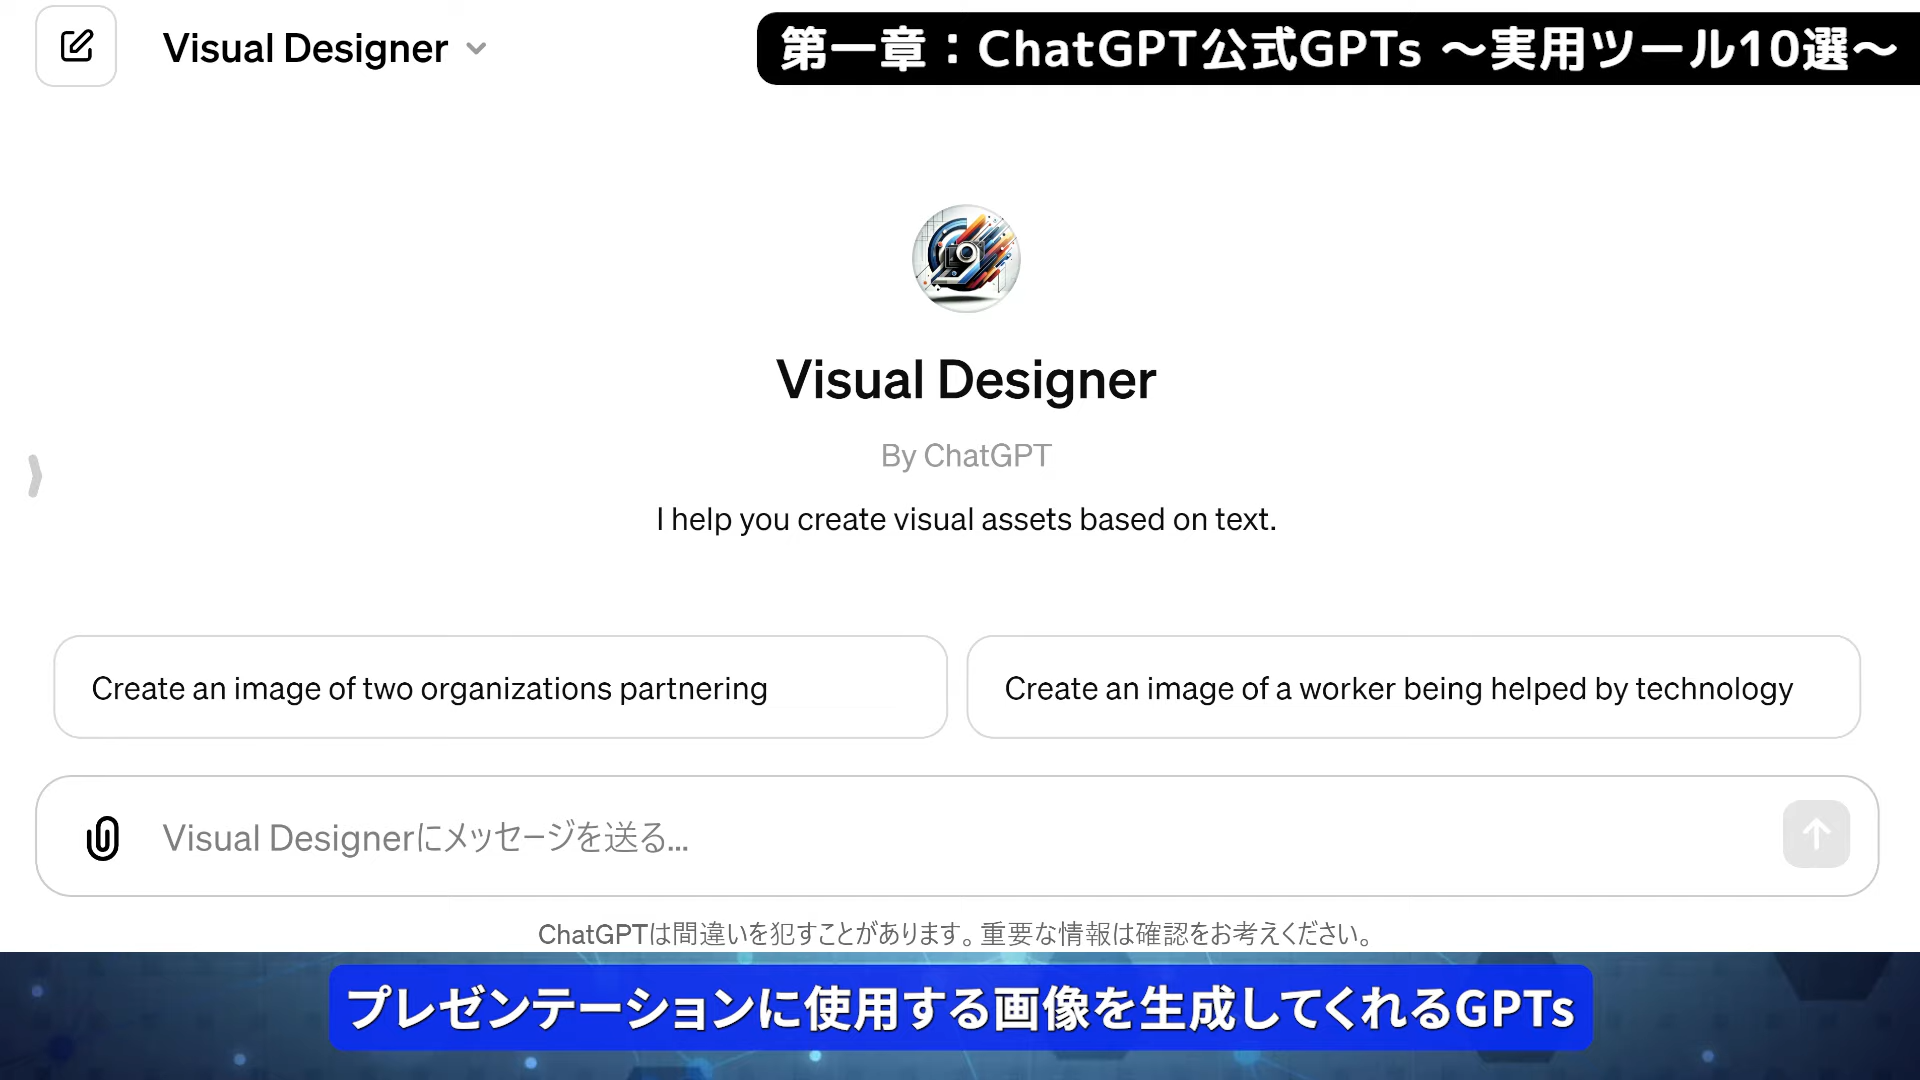 Visual Designer
第一章：ChatGPT公式GPTs ～実用ツール10選～
Visual Designer
By ChatGPT
I help you create visual assets based on text.
Create an image of two organizations partnering
Create an image of a worker being helped by technology
Visual Designerにメッセージを送る...
ChatGPTは間違いを犯すことがあります。重要な情報は確認をお考えください。
プレゼンテーションに使用する画像を生成してくれるGPTs